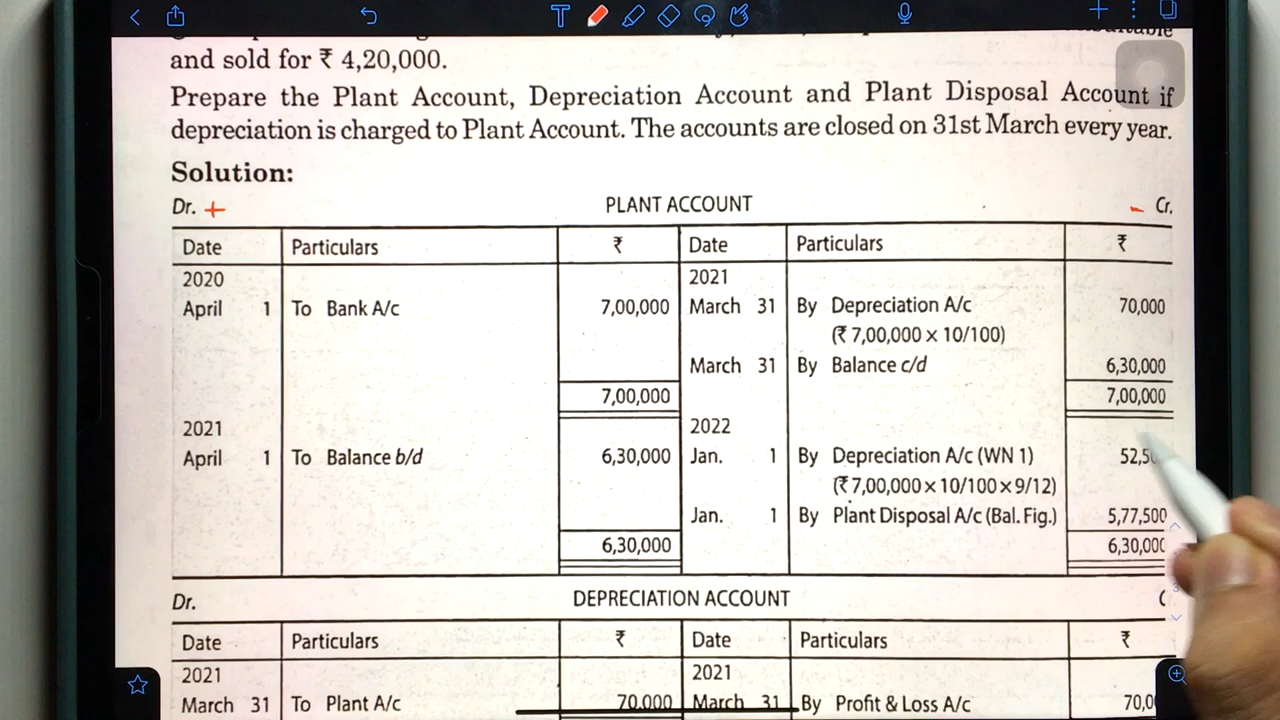 and sold for ₹ 4,20,000.
Prepare the Plant Account, Depreciation Account and Plant Disposal Account if
depreciation is charged to Plant Account. The accounts are closed on 31st March every year.
Solution:
Dr. + PLANT ACCOUNT - Cr.
Date Particulars ₹ Date Particulars ₹
2020 2021
April 1 To Bank A/c 7,00,000 March 31 By Depreciation A/c 70,000
(₹ 7,00,000 × 10/100)
March 31 By Balance c/d 6,30,000
7,00,000 7,00,000
2021 2022
April 1 To Balance b/d 6,30,000 Jan. 1 By Depreciation A/c (WN 1)
(₹ 7,00,000 × 10/100 × 9/12)
Jan. 1 By Plant Disposal A/c (Bal. Fig.) 5,77,500
6,30,000 6,30,000
Dr. DEPRECIATION ACCOUNT
Date Particulars ₹ Date Particulars ₹
2021 2021
March 31 To Plant A/c 70,000 March 31 By Profit & Loss A/c